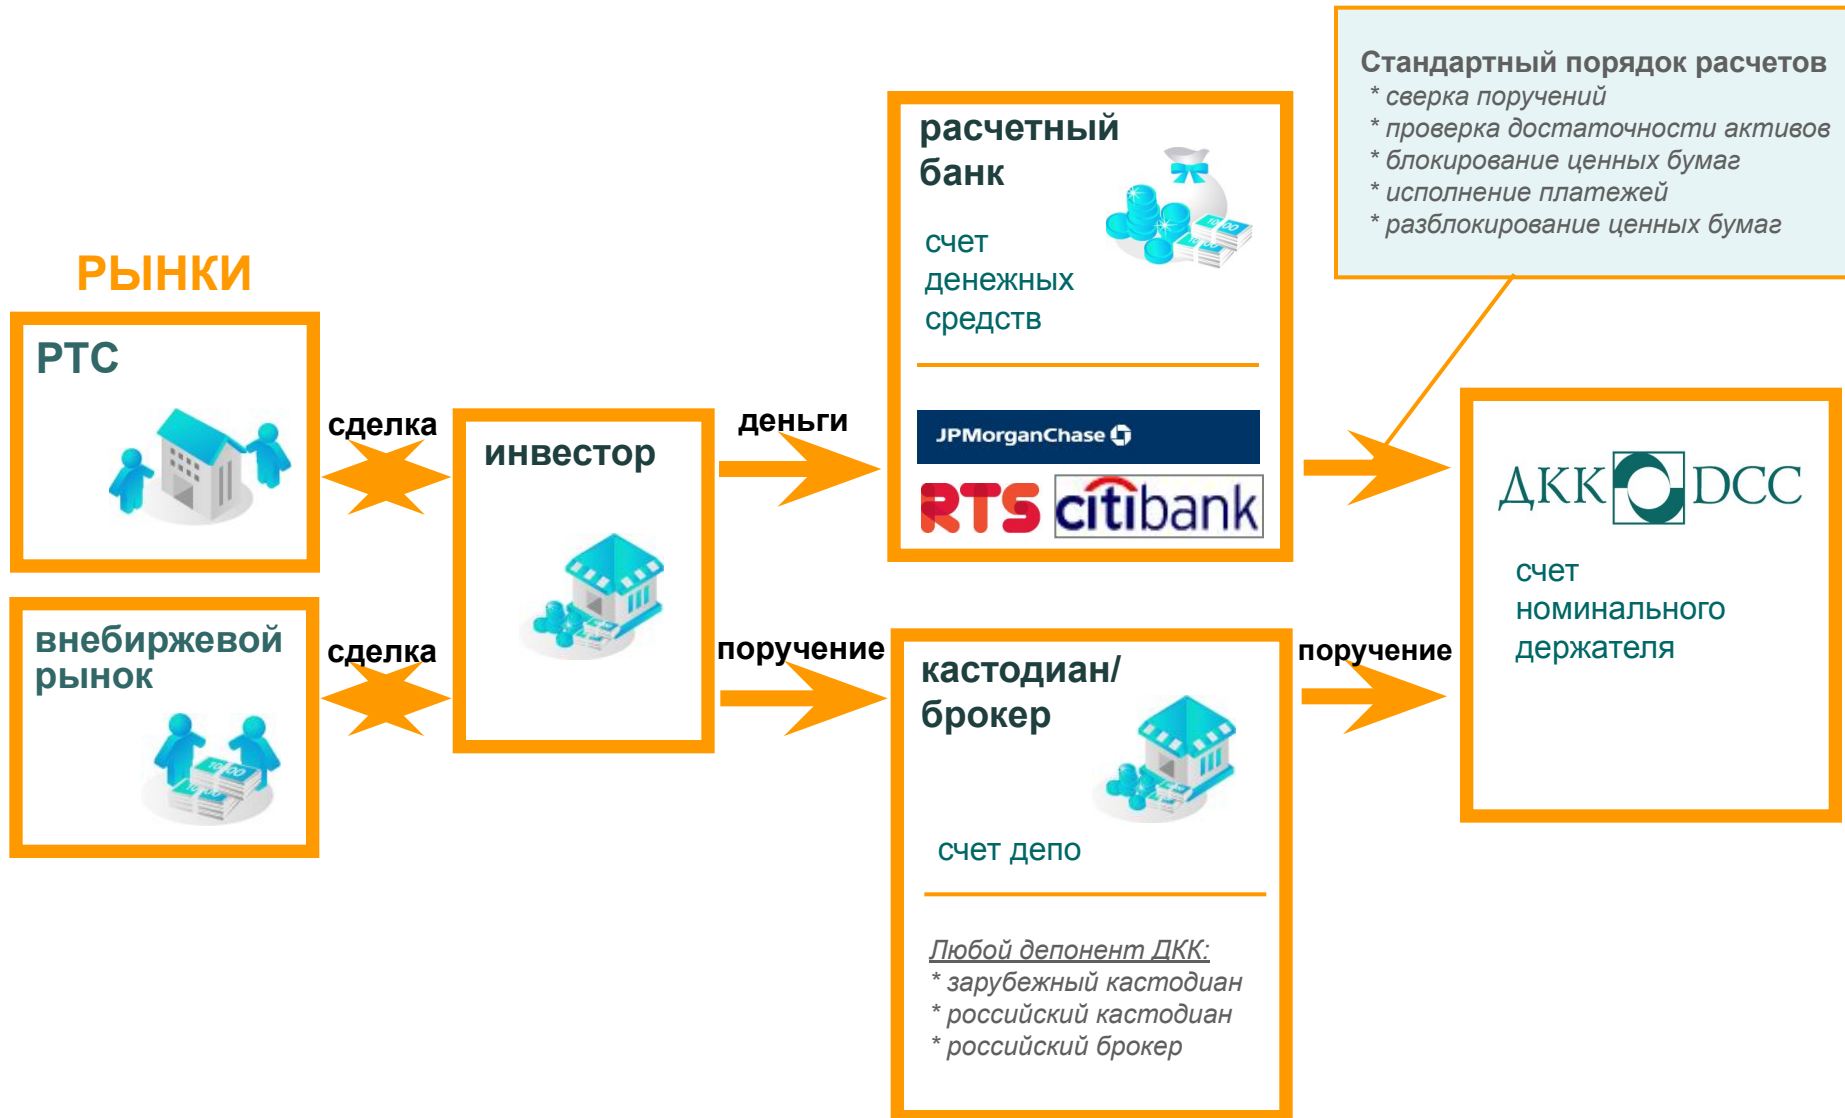 РЫНКИ
РТС
внебиржевой
рынок
сделка
сделка
инвестор
деньги
поручение
расчетный
банк
счет
денежных
средств
JPMorganChase
RTS citibank
кастодиан/
брокер
счет депо
Любой депонент ДКК:
* зарубежный кастодиан
* российский кастодиан
* российский брокер
поручение
Стандартный порядок расчетов
* сверка поручений
* проверка достаточности активов
* блокирование ценных бумаг
* исполнение платежей
* разблокирование ценных бумаг
ДКК DCC
счет
номинального
держателя